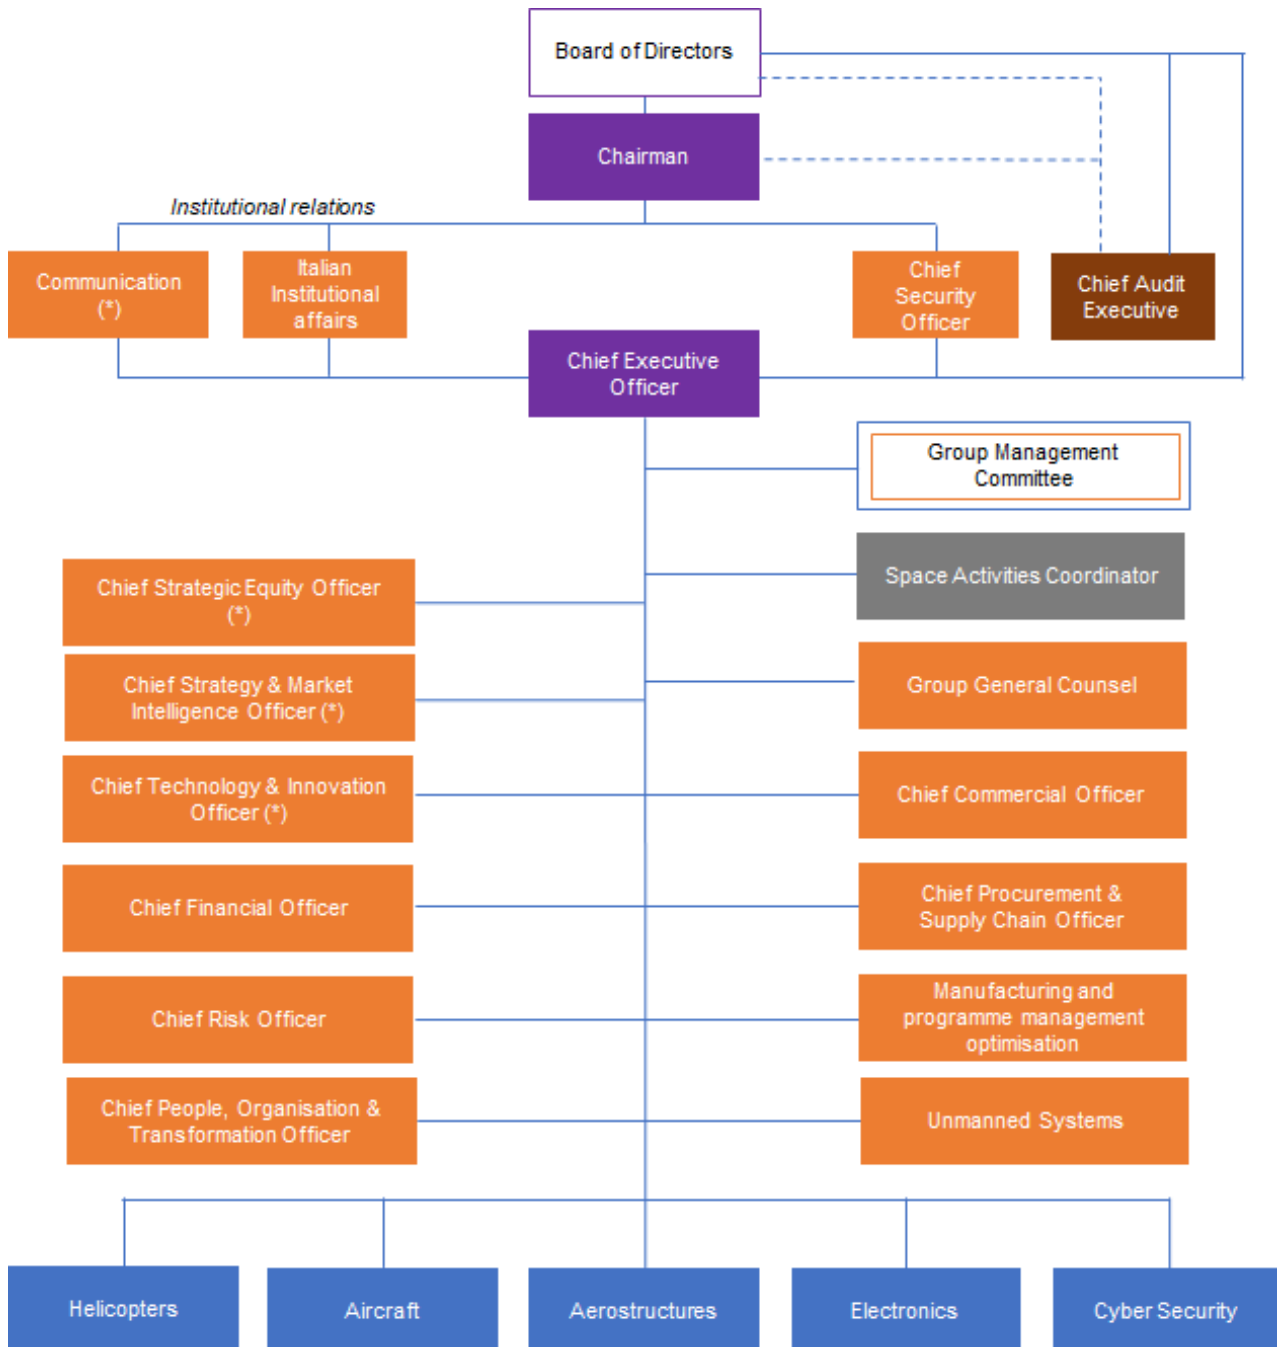 Board of Directors
Chairman
Institutional relations
Communication
(*)
Italian
Institutional
affairs
Chief
Security
Officer
Chief Audit
Executive
Chief Executive
Officer
Group Management
Committee
Space Activities Coordinator
Chief Strategic Equity Officer
(*)
Group General Counsel
Chief Strategy & Market
Intelligence Officer (*)
Chief Technology & Innovation
Officer (*)
Chief Commercial Officer
Chief Financial Officer
Chief Procurement &
Supply Chain Officer
Chief Risk Officer
Manufacturing and
programme management
optimisation
Chief People, Organisation &
Transformation Officer
Unmanned Systems
Helicopters
Aircraft
Aerostructures
Electronics
Cyber Security